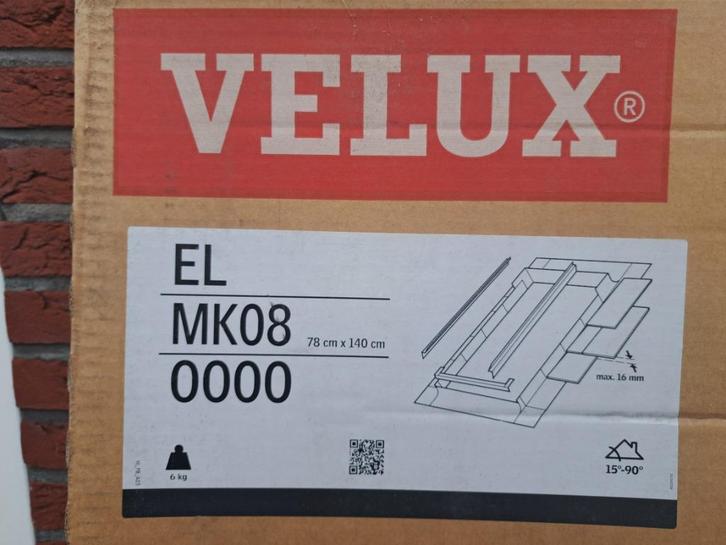 VELUX®
EL
MK08 78 cm x 140 cm
0000
max. 16 mm
6 kg
15°-90°